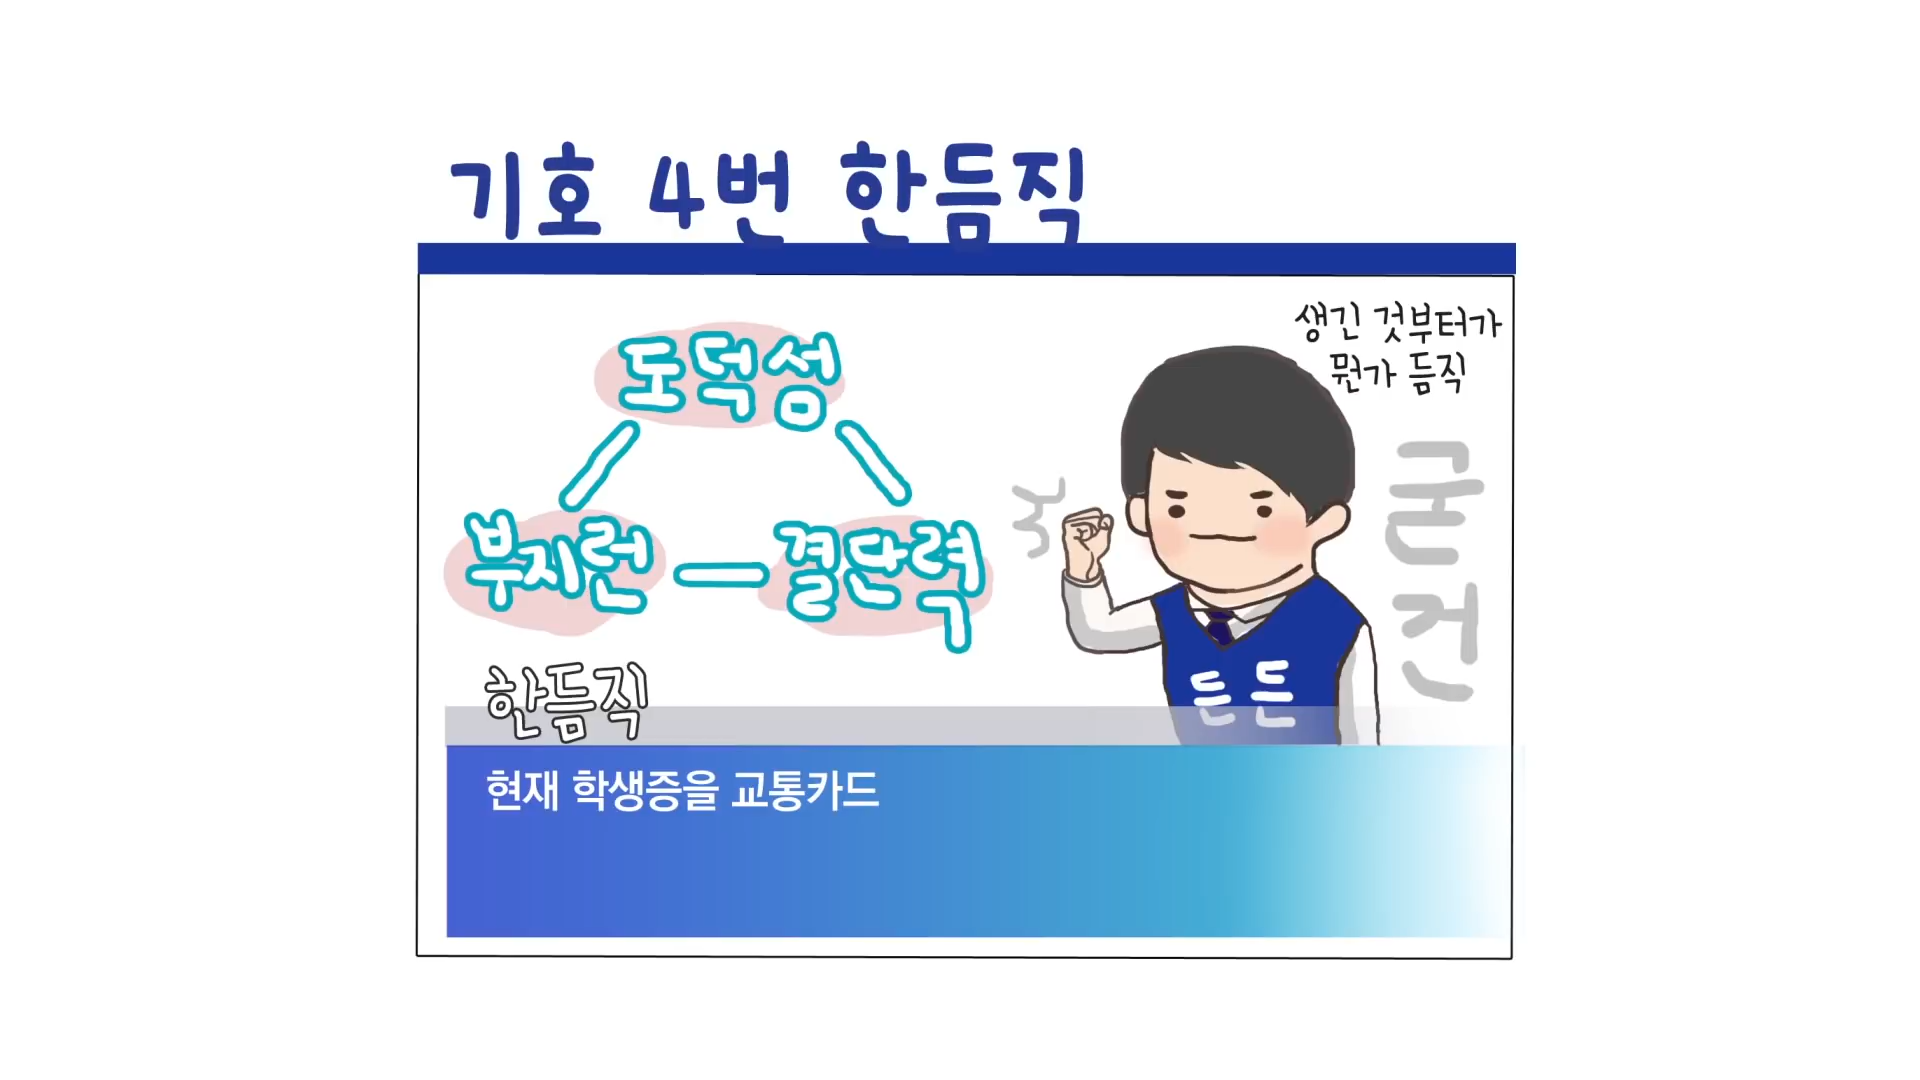 기호 4번 한듬직
생긴 것부터가
뭔가 듬직
도덕성
부지런
결단력
굳건
튼튼
한듬직
현재 학생증을 교통카드